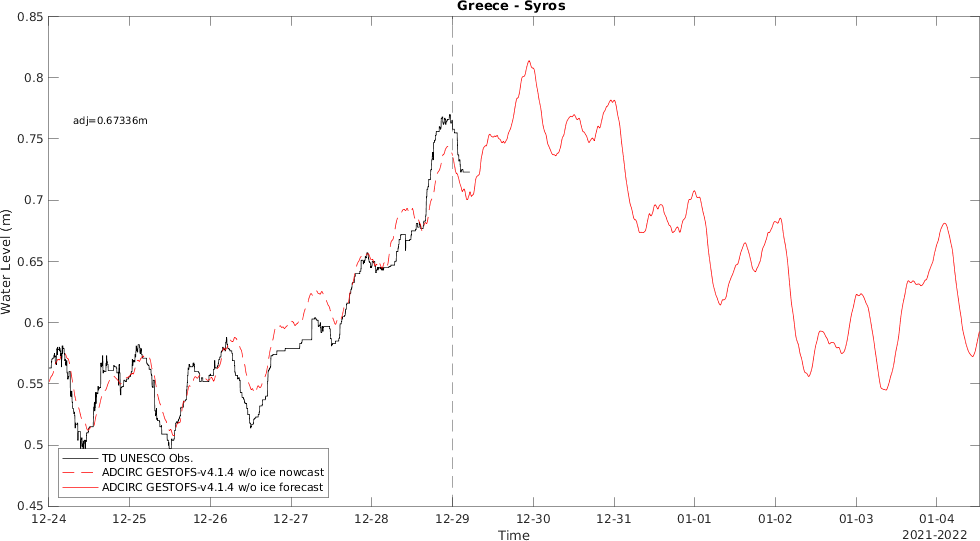 Greece - Syros
0.85
0.8
0.75
0.7
0.65
0.6
0.55
0.5
0.45
Water Level (m)
adj=0.67336m
TD UNESCO Obs.
ADCIRC GESTOFS-v4.1.4 w/o ice nowcast
ADCIRC GESTOFS-v4.1.4 w/o ice forecast
12-24 12-25 12-26 12-27 12-28 12-29 12-30 12-31 01-01 01-02 01-03 01-04
Time
2021-2022